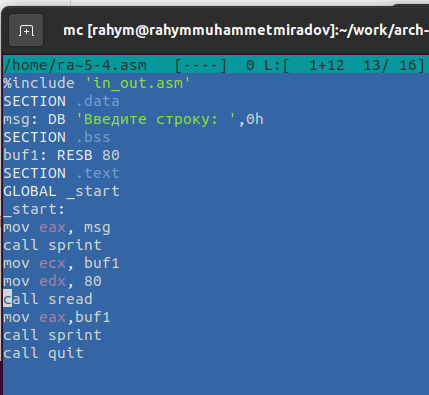 mc [rahym@rahymmuhammetmiradov]:~/work/arch-
/home/ra~5-4.asm   [----]  0 L:[  1+12  13/ 16]
%include 'in_out.asm'
SECTION .data
msg: DB 'Введите строку: ',0h
SECTION .bss
buf1: RESB 80
SECTION .text
GLOBAL _start
_start:
mov eax, msg
call sprint
mov ecx, buf1
mov edx, 80
call sread
mov eax,buf1
call sprint
call quit